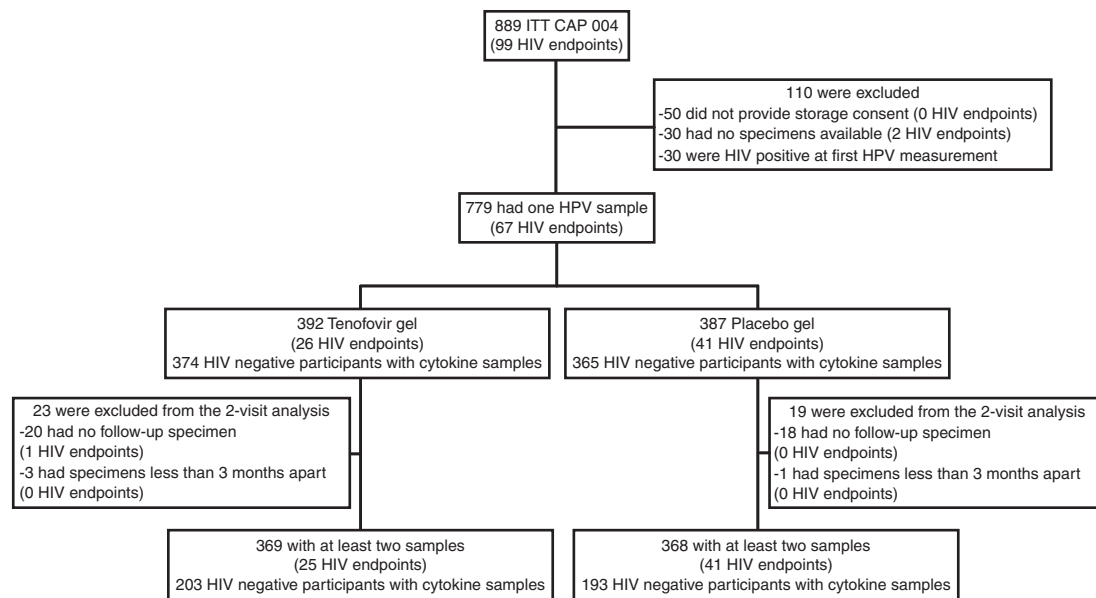 889 ITT CAP 004
(99 HIV endpoints)
110 were excluded
-50 did not provide storage consent (0 HIV endpoints)
-30 had no specimens available (2 HIV endpoints)
-30 were HIV positive at first HPV measurement
779 had one HPV sample
(67 HIV endpoints)
392 Tenofovir gel
(26 HIV endpoints)
374 HIV negative participants with cytokine samples
387 Placebo gel
(41 HIV endpoints)
365 HIV negative participants with cytokine samples
23 were excluded from the 2-visit analysis
-20 had no follow-up specimen
(1 HIV endpoints)
-3 had specimens less than 3 months apart
(0 HIV endpoints)
19 were excluded from the 2-visit analysis
-18 had no follow-up specimen
(0 HIV endpoints)
-1 had specimens less than 3 months apart
(0 HIV endpoints)
369 with at least two samples
(25 HIV endpoints)
203 HIV negative participants with cytokine samples
368 with at least two samples
(41 HIV endpoints)
193 HIV negative participants with cytokine samples